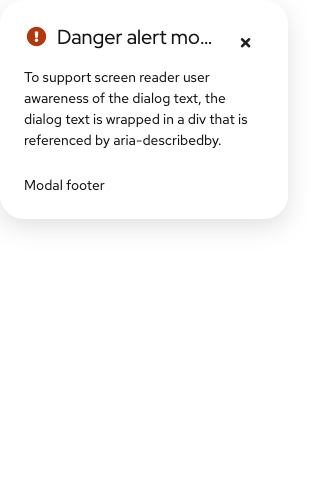 Danger alert mo...
To support screen reader user
awareness of the dialog text, the
dialog text is wrapped in a div that is
referenced by aria-describedby.
Modal footer